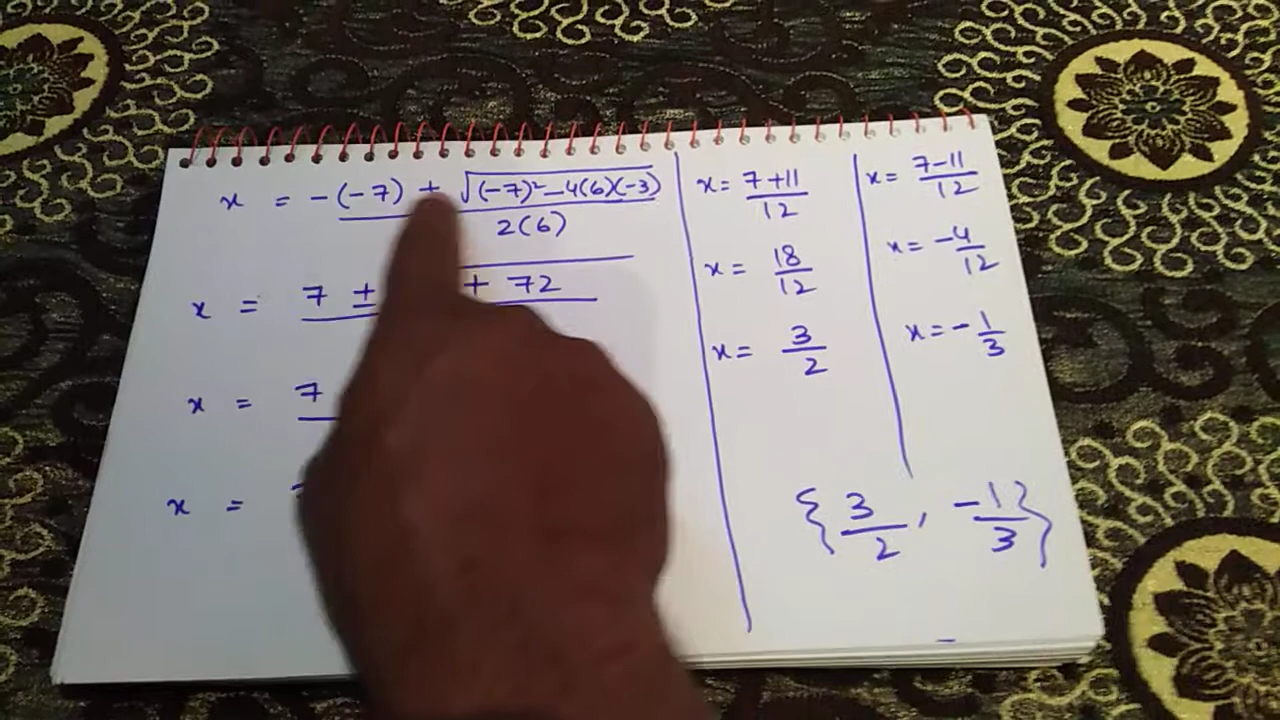 x = -(-7) ± √(-7)² - 4(6)(-3)
2(6)
x = 7 ± + 72
x = 7
x =
x = 7+11
12
x = 18
12
x = 3
2
x = 7-11
12
x = -4
12
x = -1
3
{3/2, -1/3}